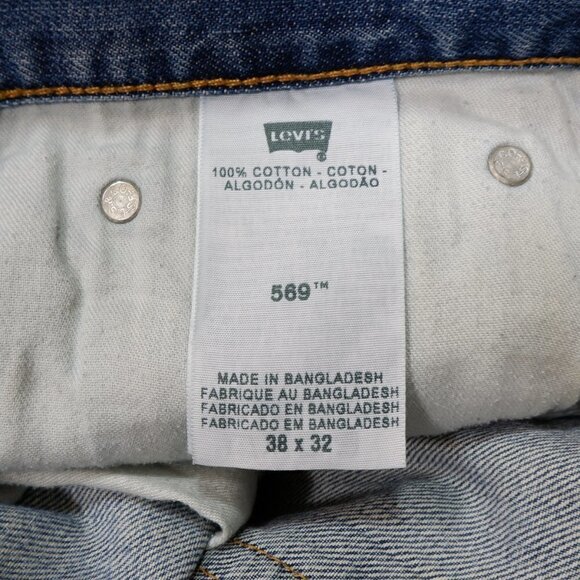 LEVI'S
100% COTTON - COTON -
ALGODÓN - ALGODÃO
569™
MADE IN BANGLADESH
FABRIQUE AU BANGLADESH
FABRICADO EN BANGLADESH
FABRICADO EM BANGLADESH
38 x 32